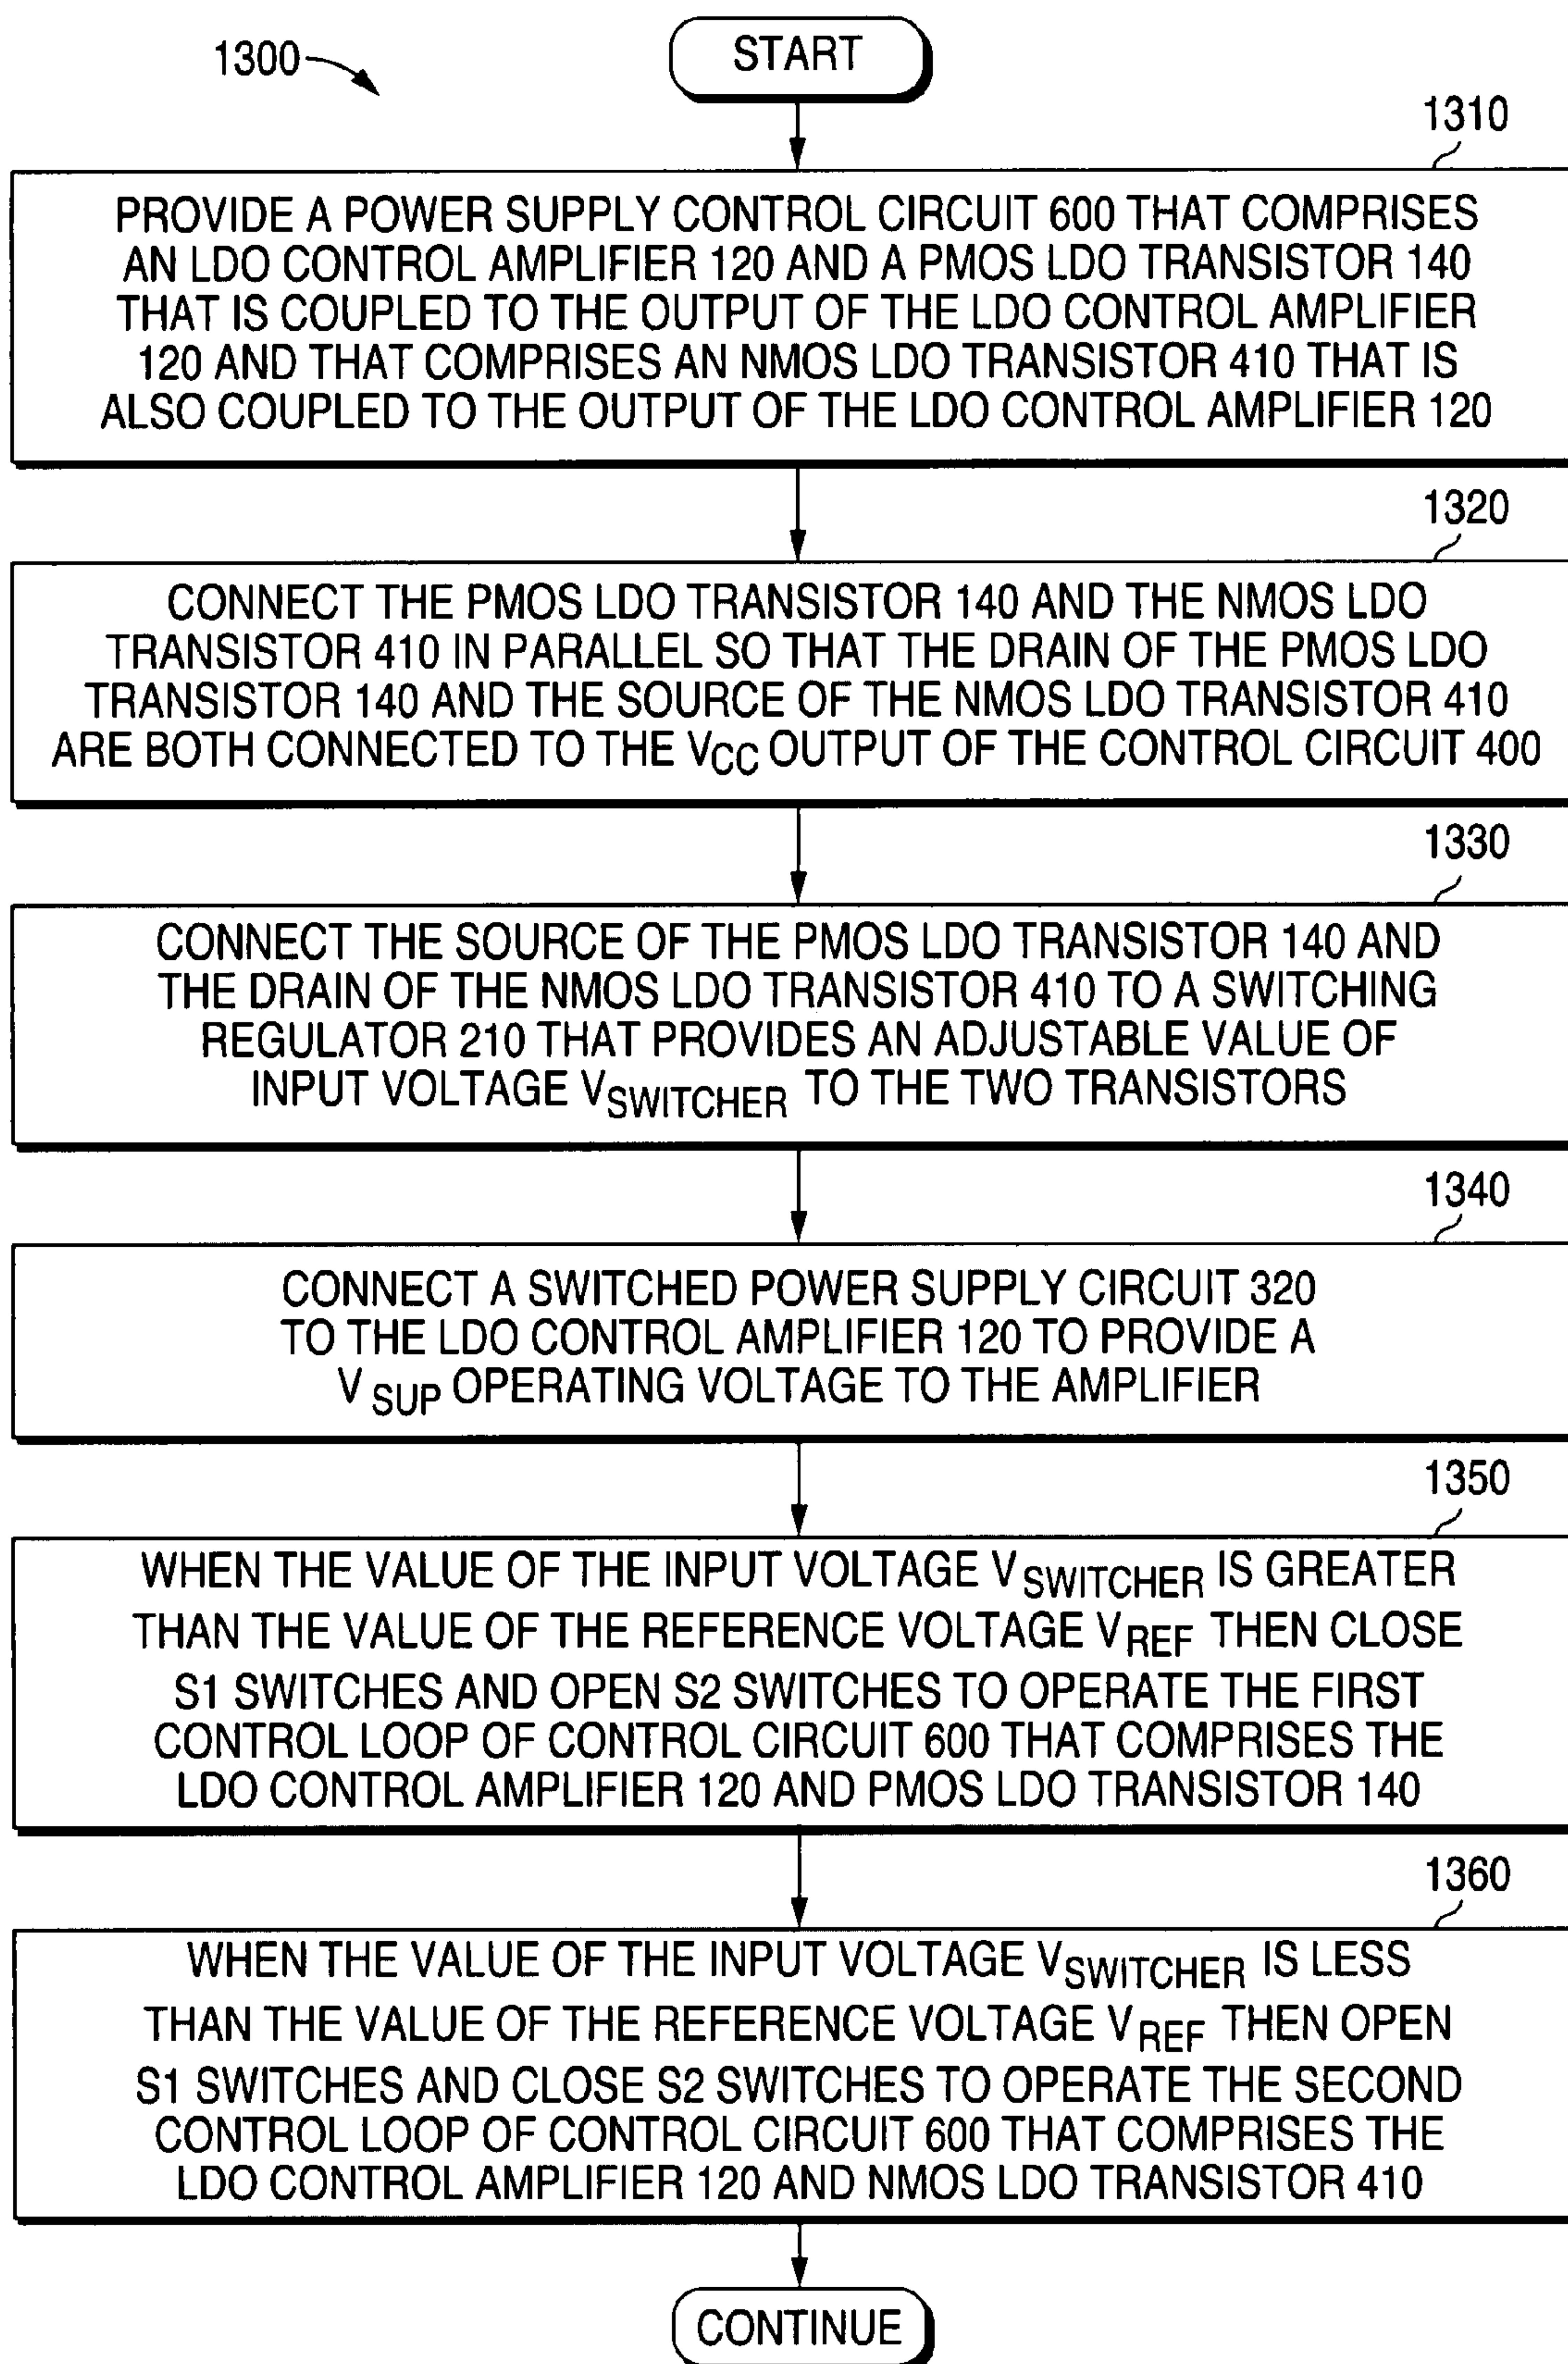 1300
START
1310
PROVIDE A POWER SUPPLY CONTROL CIRCUIT 600 THAT COMPRISES
AN LDO CONTROL AMPLIFIER 120 AND A PMOS LDO TRANSISTOR 140
THAT IS COUPLED TO THE OUTPUT OF THE LDO CONTROL AMPLIFIER
120 AND THAT COMPRISES AN NMOS LDO TRANSISTOR 410 THAT IS
ALSO COUPLED TO THE OUTPUT OF THE LDO CONTROL AMPLIFIER 120
1320
CONNECT THE PMOS LDO TRANSISTOR 140 AND THE NMOS LDO
TRANSISTOR 410 IN PARALLEL SO THAT THE DRAIN OF THE PMOS LDO
TRANSISTOR 140 AND THE SOURCE OF THE NMOS LDO TRANSISTOR 410
ARE BOTH CONNECTED TO THE VCC OUTPUT OF THE CONTROL CIRCUIT 400
1330
CONNECT THE SOURCE OF THE PMOS LDO TRANSISTOR 140 AND
THE DRAIN OF THE NMOS LDO TRANSISTOR 410 TO A SWITCHING
REGULATOR 210 THAT PROVIDES AN ADJUSTABLE VALUE OF
INPUT VOLTAGE VSWITCHER TO THE TWO TRANSISTORS
1340
CONNECT A SWITCHED POWER SUPPLY CIRCUIT 320
TO THE LDO CONTROL AMPLIFIER 120 TO PROVIDE A
V SUP OPERATING VOLTAGE TO THE AMPLIFIER
1350
WHEN THE VALUE OF THE INPUT VOLTAGE V SWITCHER IS GREATER
THAN THE VALUE OF THE REFERENCE VOLTAGE VREF THEN CLOSE
S1 SWITCHES AND OPEN S2 SWITCHES TO OPERATE THE FIRST
CONTROL LOOP OF CONTROL CIRCUIT 600 THAT COMPRISES THE
LDO CONTROL AMPLIFIER 120 AND PMOS LDO TRANSISTOR 140
1360
WHEN THE VALUE OF THE INPUT VOLTAGE VSWITCHER IS LESS
THAN THE VALUE OF THE REFERENCE VOLTAGE V REF THEN OPEN
S1 SWITCHES AND CLOSE S2 SWITCHES TO OPERATE THE SECOND
CONTROL LOOP OF CONTROL CIRCUIT 600 THAT COMPRISES THE
LDO CONTROL AMPLIFIER 120 AND NMOS LDO TRANSISTOR 410
CONTINUE